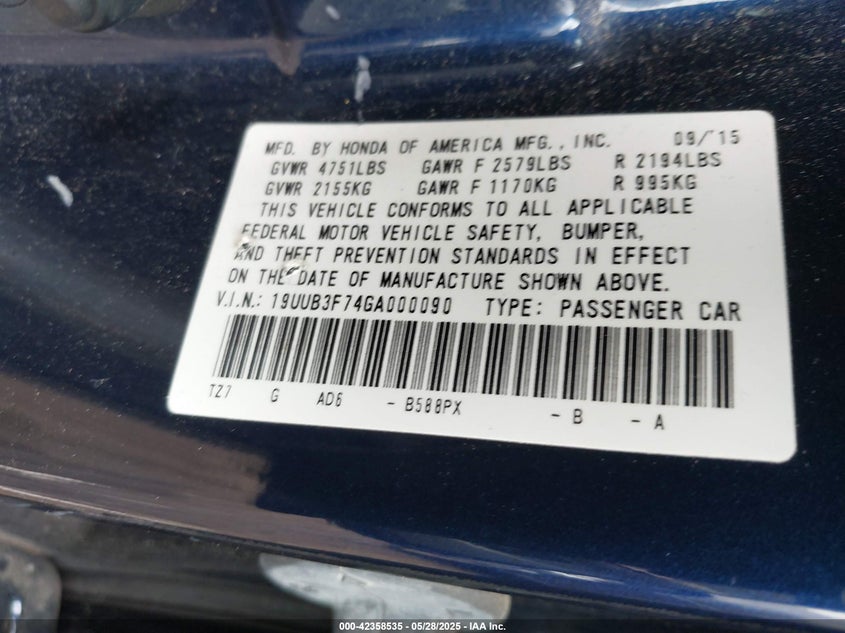 MFD. BY HONDA OF AMERICA MFG., INC. 09/'15
GVWR 4751LBS GAWR F 2579LBS R 2194LBS
GVWR 2155KG GAWR F 1170KG R 995KG
THIS VEHICLE CONFORMS TO ALL APPLICABLE
FEDERAL MOTOR VEHICLE SAFETY, BUMPER,
AND THEFT PREVENTION STANDARDS IN EFFECT
ON THE DATE OF MANUFACTURE SHOWN ABOVE.
V.I.N.: 19UUB3F74GA000090 TYPE: PASSENGER CAR
TZ7 G AD6 - B588PX - B - A
000-42358535 - 05/28/2025 - IAA Inc.